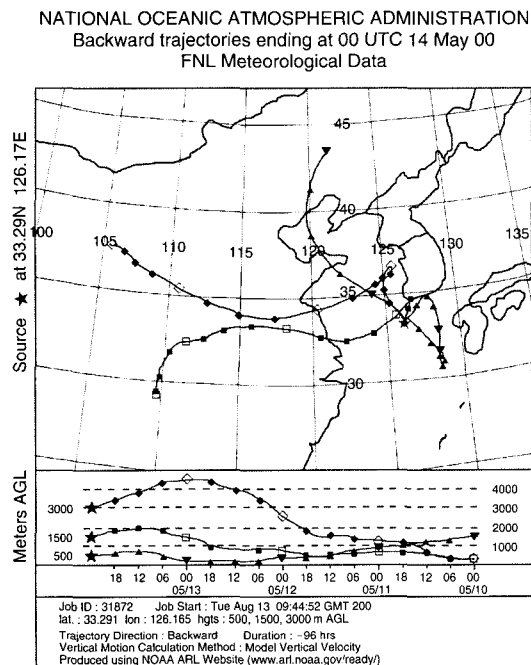 NATIONAL OCEANIC ATMOSPHERIC ADMINISTRATION
Backward trajectories ending at 00 UTC 14 May 00
FNL Meteorological Data
Source ★ at 33.29N 126.17E
45
40
100
105
110
115
120
125
130
135
35
30
Meters AGL
3000
1500
500
4000
3000
2000
1000
18 12 06 00 18 12 06 00 18 12 06 00 18 12 06 00
05/13 05/12 05/11 05/10
Job ID : 31872 Job Start : Tue Aug 13 09:44:52 GMT 200
lat. : 33.291 lon : 126.165 hgts : 500, 1500, 3000 m AGL
Trajectory Direction : Backward Duration : -96 hrs
Vertical Motion Calculation Method : Model Vertical Velocity
Produced using NOAA ARL Website (www.arl.noaa.gov/ready/)